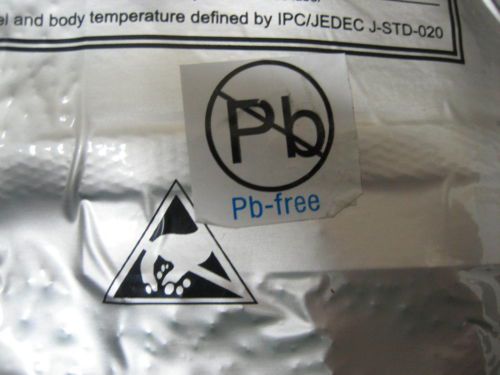 el and body temperature defined by IPC/JEDEC J-STD-020
Pb
Pb-free